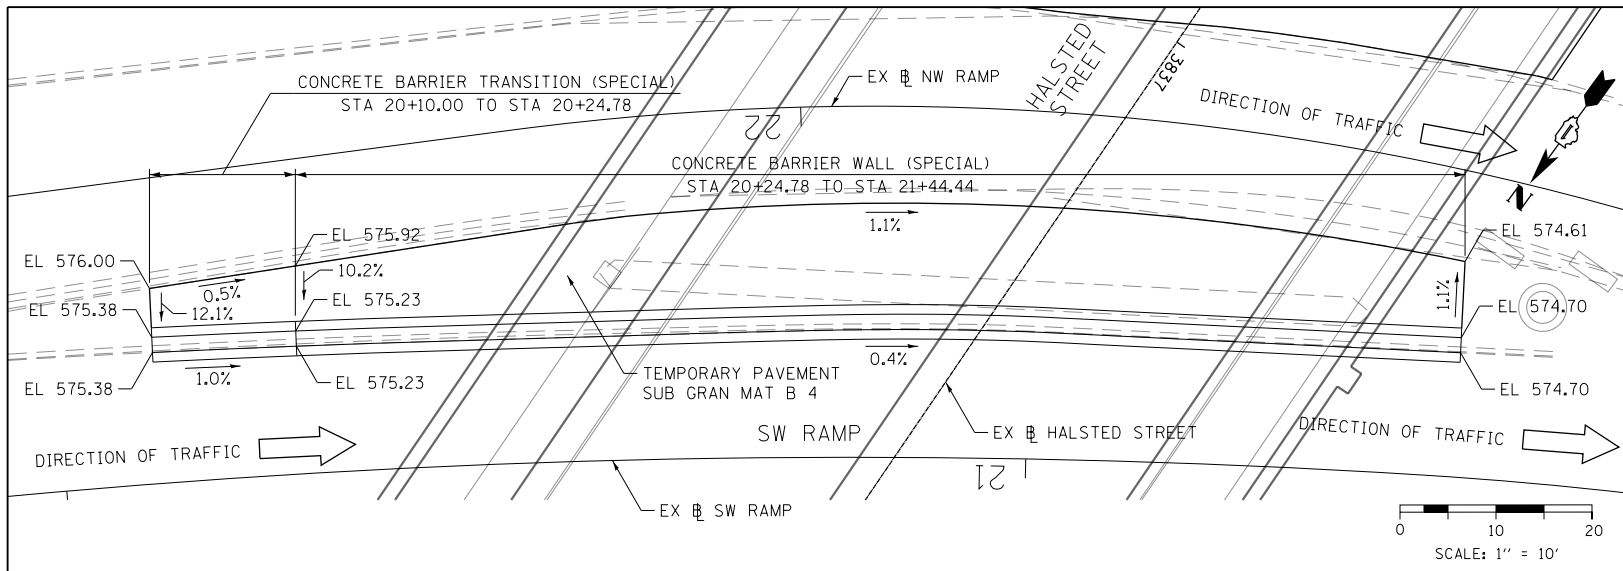 CONCRETE BARRIER TRANSITION (SPECIAL)
STA 20+10.00 TO STA 20+24.78
EX ⅊ NW RAMP
HALSTED
STREET
3837
DIRECTION OF TRAFFIC
22
CONCRETE BARRIER WALL (SPECIAL)
STA 20+24.78 TO STA 21+44.44
N
EL 575.92
1.1%
EL 574.61
EL 576.00
10.2%
0.5%
12.1%
EL 575.23
1.1%
EL 574.70
EL 575.38
0.4%
1.0%
EL 575.23
TEMPORARY PAVEMENT
SUB GRAN MAT B 4
EL 575.38
EL 574.70
SW RAMP
EX ⅊ HALSTED STREET
DIRECTION OF TRAFFIC
DIRECTION OF TRAFFIC
21
EX ⅊ SW RAMP
0 10 20
SCALE: 1'' = 10'